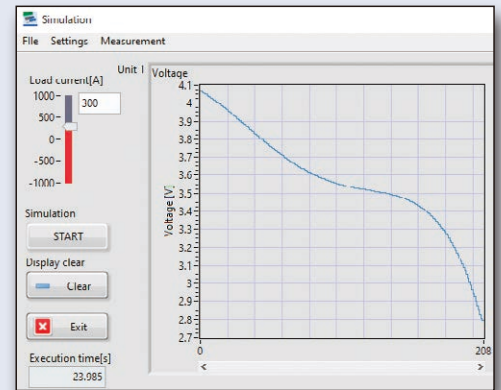 Simulation
File Settings Measurement
Load current[A]
Unit 1
1000
500
0
-500
-1000
300
Simulation
START
Display clear
Clear
Exit
Execution time[s]
23.985
Voltage
Voltage [V]
4.1
4
3.9
3.8
3.7
3.6
3.5
3.4
3.3
3.2
3.1
3
2.9
2.8
2.7
0
208